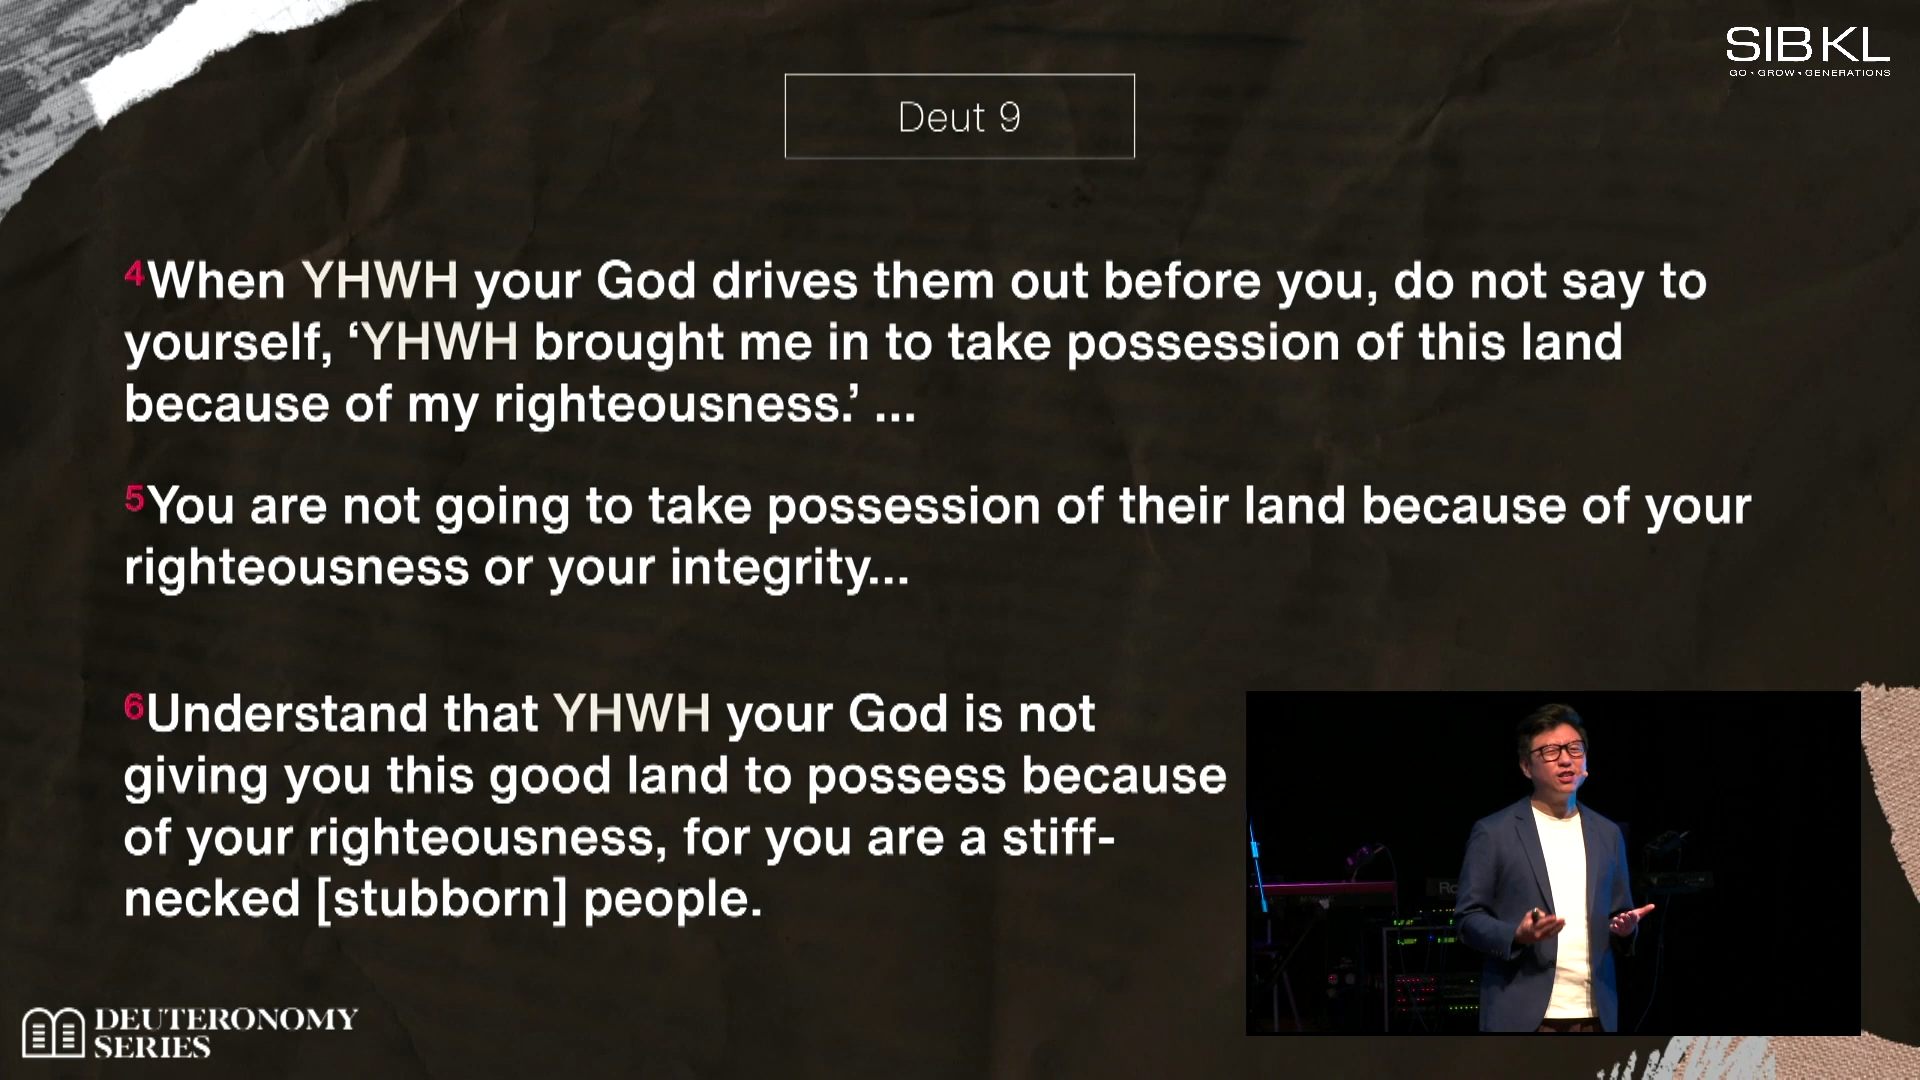 SIBKL
GO • GROW • GENERATIONS
Deut 9
4When YHWH your God drives them out before you, do not say to
yourself, ‘YHWH brought me in to take possession of this land
because of my righteousness.’ ...
5You are not going to take possession of their land because of your
righteousness or your integrity...
6Understand that YHWH your God is not
giving you this good land to possess because
of your righteousness, for you are a stiff-
necked [stubborn] people.
DEUTERONOMY
SERIES